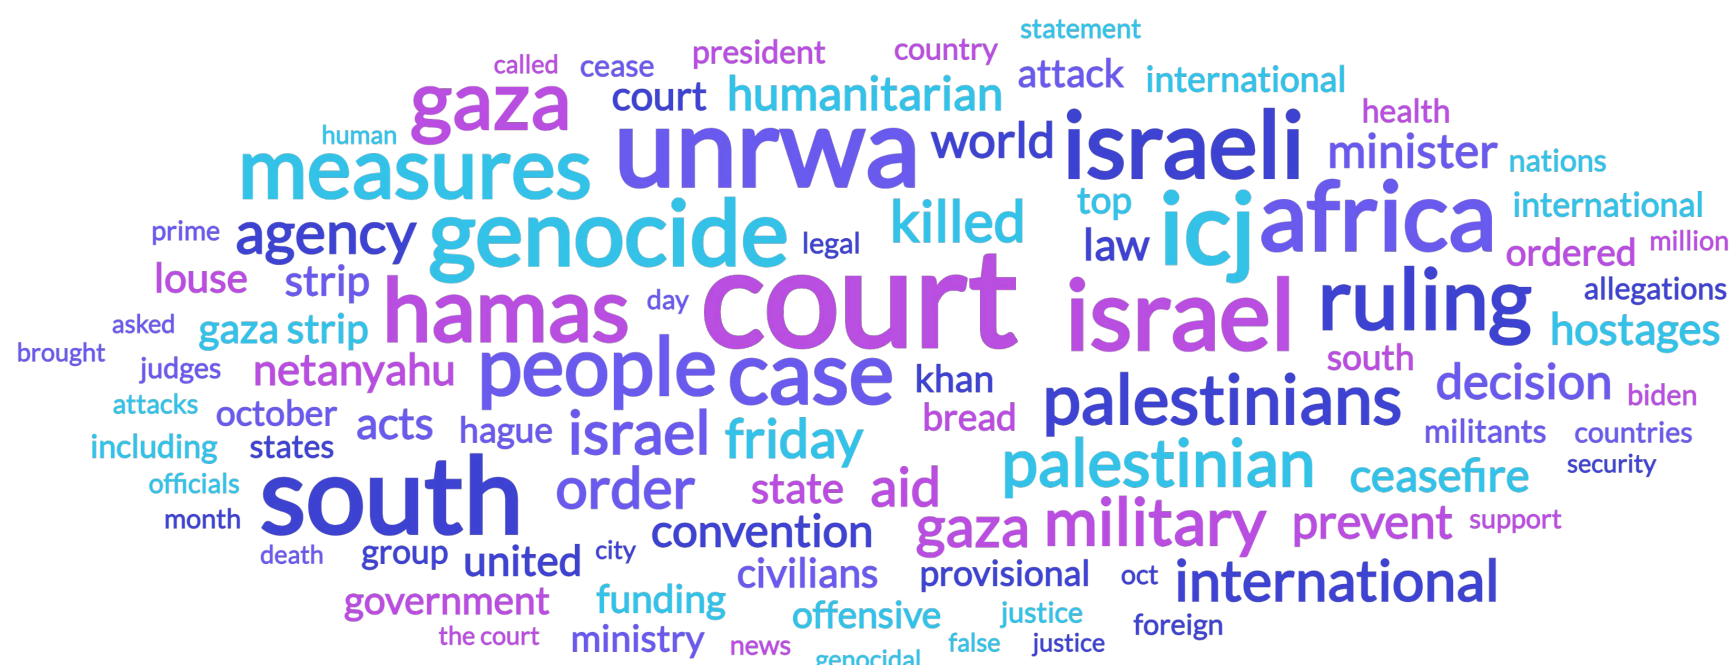 statement
called cease president country
attack international
gaza court humanitarian
health
human unrwa world israeli minister nations
measures
prime agency genocide legal killed top law icj africa international
ordered million
louse strip hamas day court israel ruling allegations
asked gaza strip hostages
brought judges netanyahu people case khan south decision biden
attacks october acts hague israel friday bread palestinians militants countries
including states palestinian ceasefire security
officials south order state aid
month convention gaza military prevent support
death group united city civilians provisional oct international
government funding offensive justice foreign
the court ministry news genocidal false justice